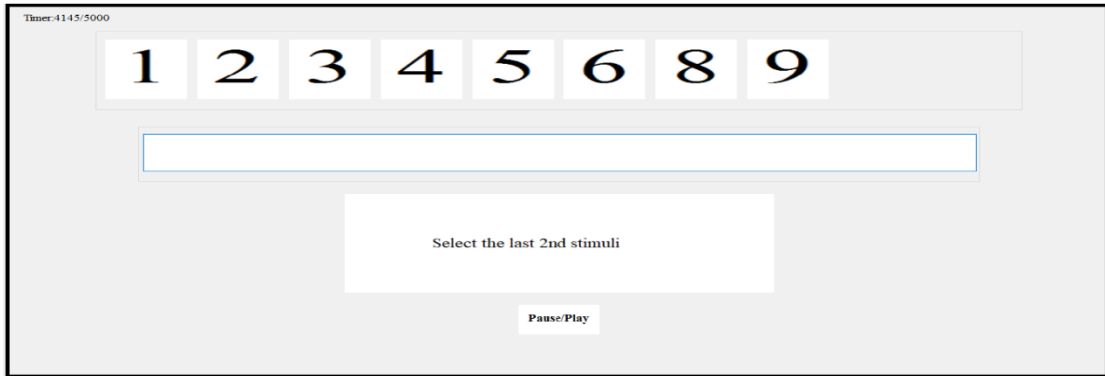 Timer:4145/5000
1 2 3 4 5 6 8 9
Select the last 2nd stimuli
Pause/Play